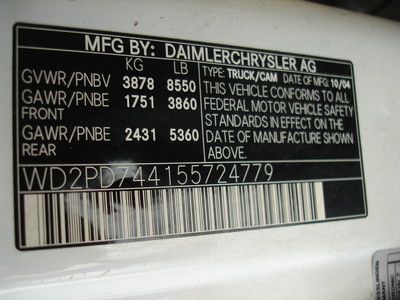 MFG BY: DAIMLERCHRYSLER AG
KG LB
GVWR/PNBV 3878 8550
GAWR/PNBE 1751 3860
FRONT
GAWR/PNBE 2431 5360
REAR
TYPE: TRUCK/CAM DATE OF MFG. 10/04
THIS VEHICLE CONFORMS TO ALL
FEDERAL MOTOR VEHICLE SAFETY
STANDARDS IN EFFECT ON THE
DATE OF MANUFACTURE SHOWN
ABOVE.
WD2PD744155724779